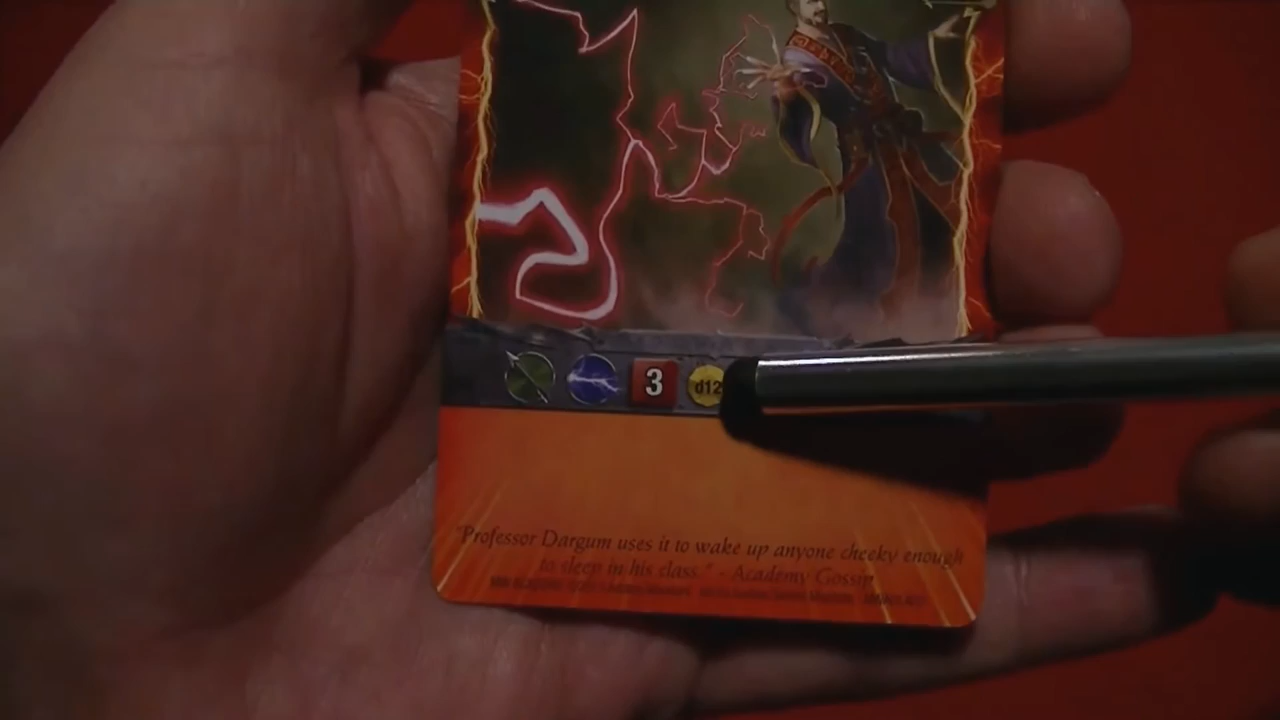 3 d12
"Professor Dargum uses it to wake up anyone cheeky enough
to sleep in his class." - Academy Gossip